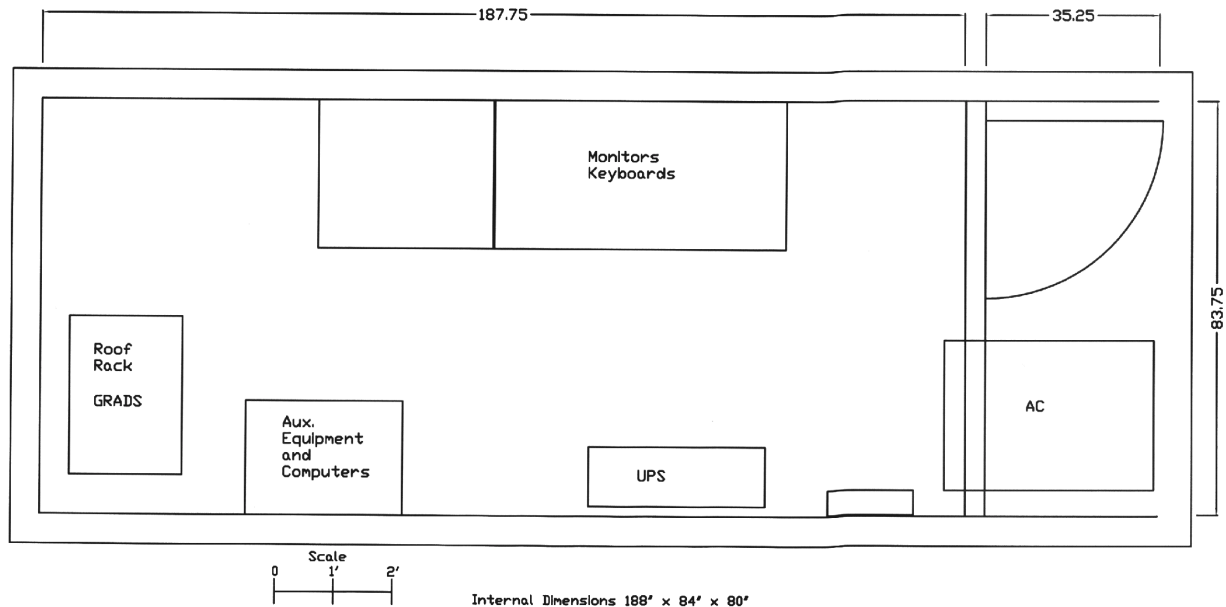 187.75
35.25
Monitors
Keyboards
83.75
Roof
Rack
GRADS
Aux.
Equipment
and
Computers
UPS
AC
Scale
0 1' 2'
Internal Dimensions 188" x 84" x 80"